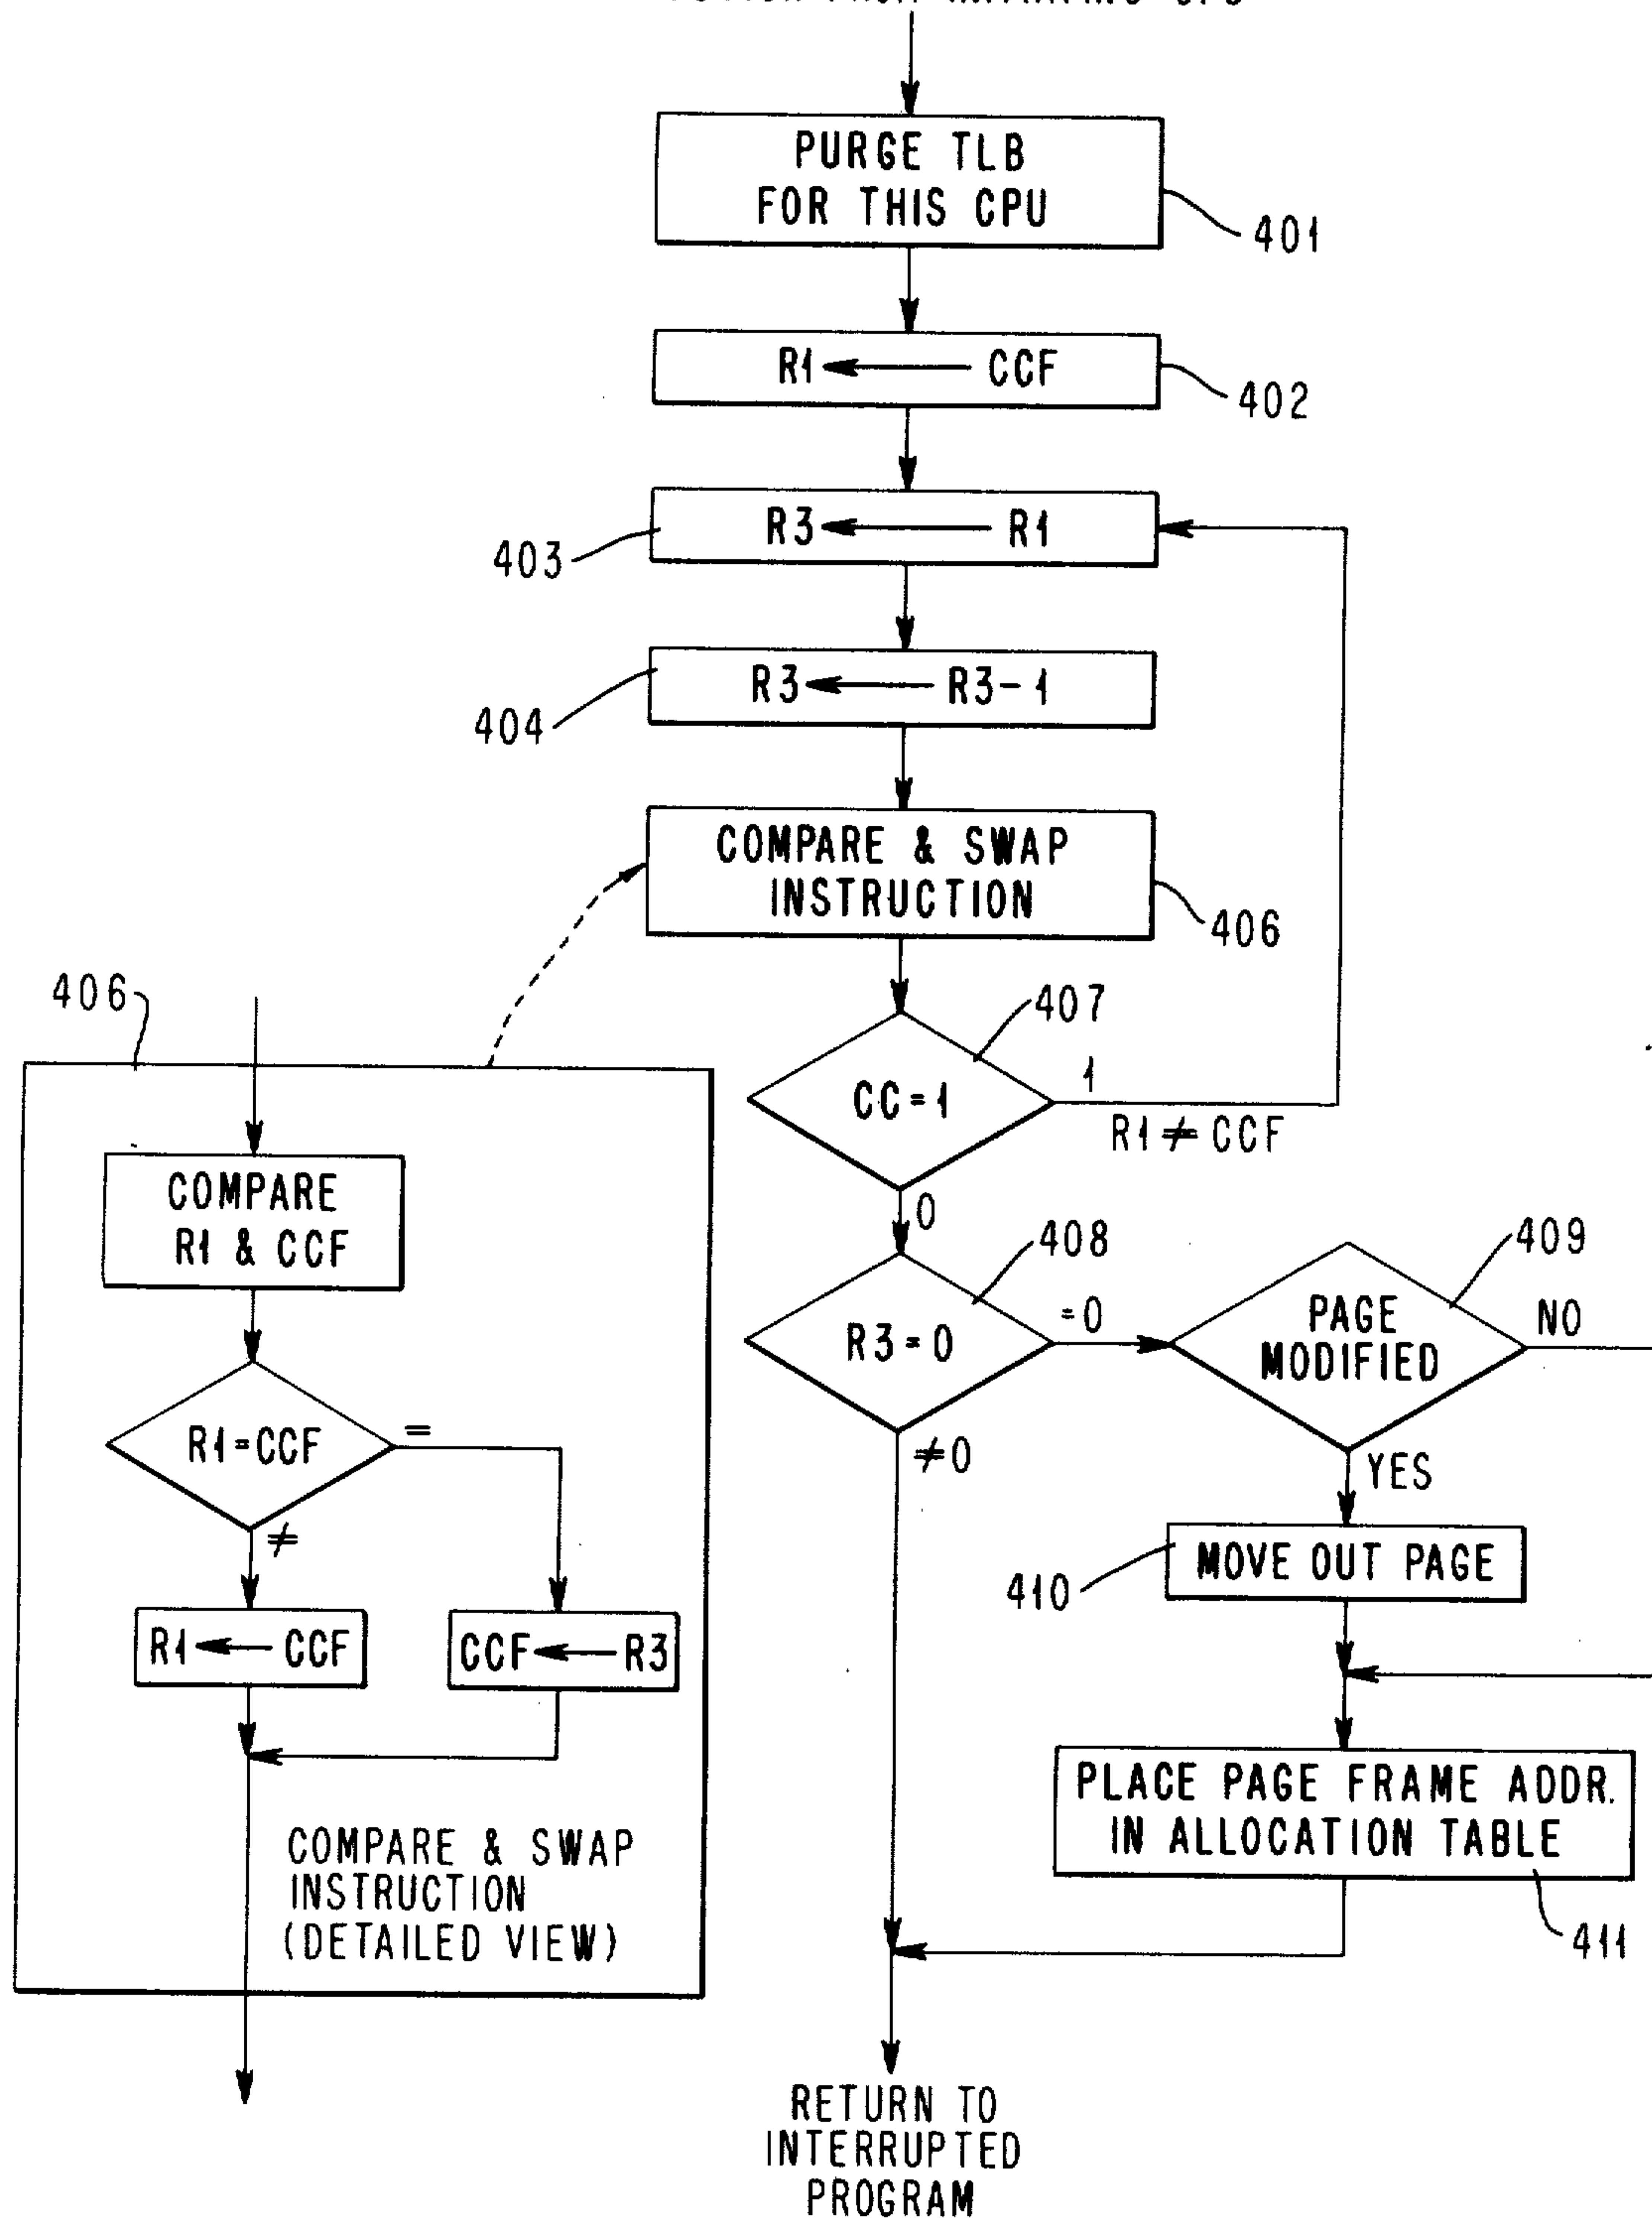 PURGE TLB
FOR THIS CPU
401
R1 ← CCF
402
R3 ← R1
403
R3 ← R3-1
404
COMPARE & SWAP
INSTRUCTION
406
406
407
CC = 1
1
R1 ≠ CCF
0
COMPARE
R1 & CCF
408
R3 = 0
=0
≠0
409
PAGE
MODIFIED
NO
YES
R1 = CCF
=
≠
410
MOVE OUT PAGE
R1 ← CCF
CCF ← R3
PLACE PAGE FRAME ADDR.
IN ALLOCATION TABLE
411
COMPARE & SWAP
INSTRUCTION
(DETAILED VIEW)
RETURN TO
INTERRUPTED
PROGRAM